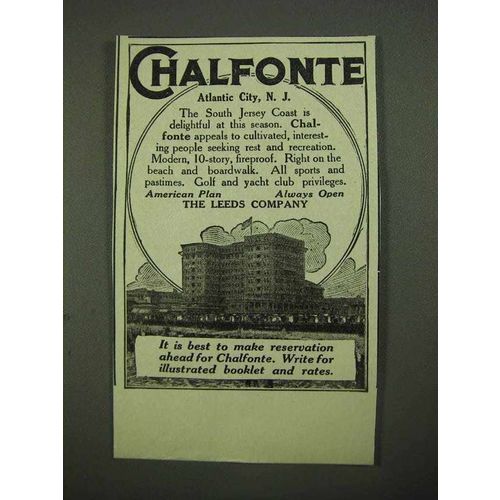 CHALFONTE
Atlantic City, N. J.
The South Jersey Coast is
delightful at this season. Chal-
fonte appeals to cultivated, interest-
ing people seeking rest and recreation.
Modern, 10-story, fireproof. Right on the
beach and boardwalk. All sports and
pastimes. Golf and yacht club privileges.
American Plan Always Open
THE LEEDS COMPANY
It is best to make reservation
ahead for Chalfonte. Write for
illustrated booklet and rates.